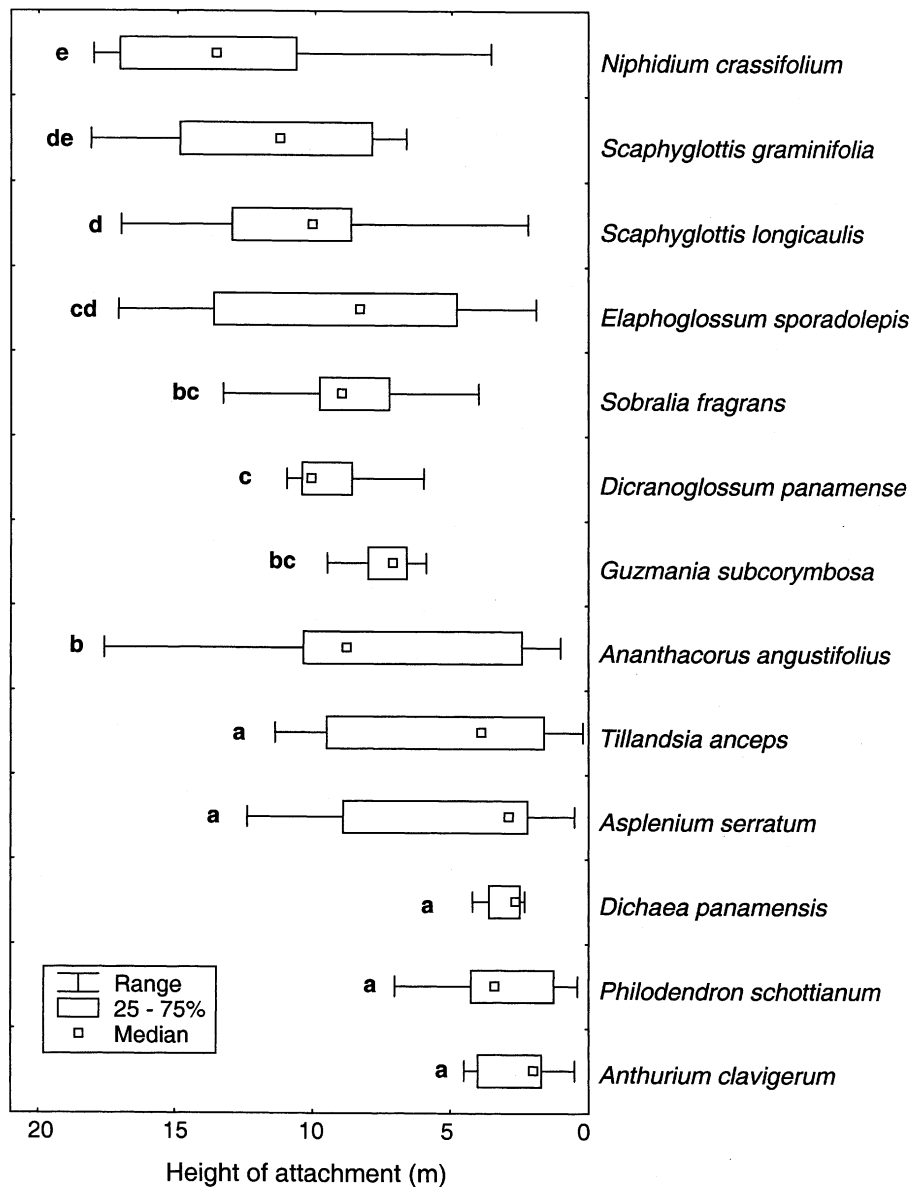 e Niphidium crassifolium
de Scaphyglottis graminifolia
d Scaphyglottis longicaulis
cd Elaphoglossum sporadolepis
bc Sobralia fragrans
c Dicranoglossum panamense
bc Guzmania subcorymbosa
b Ananthacorus angustifolius
a Tillandsia anceps
a Asplenium serratum
a Dichaea panamensis
a Philodendron schottianum
a Anthurium clavigerum
Range
25 - 75%
Median
20 15 10 5 0
Height of attachment (m)